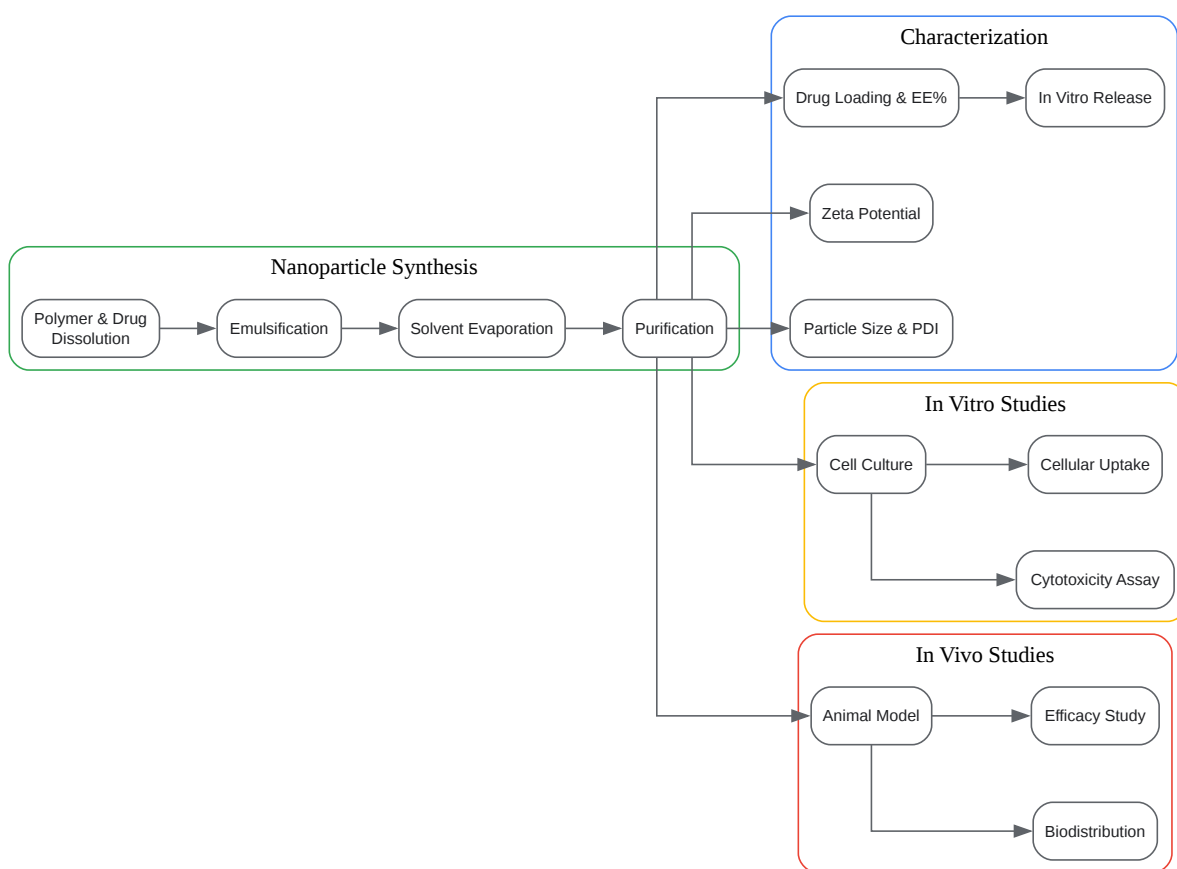 Characterization
Drug Loading & EE%
In Vitro Release
Zeta Potential
Nanoparticle Synthesis
Polymer & Drug
Dissolution
Emulsification
Solvent Evaporation
Purification
Particle Size & PDI
In Vitro Studies
Cell Culture
Cellular Uptake
Cytotoxicity Assay
In Vivo Studies
Animal Model
Efficacy Study
Biodistribution